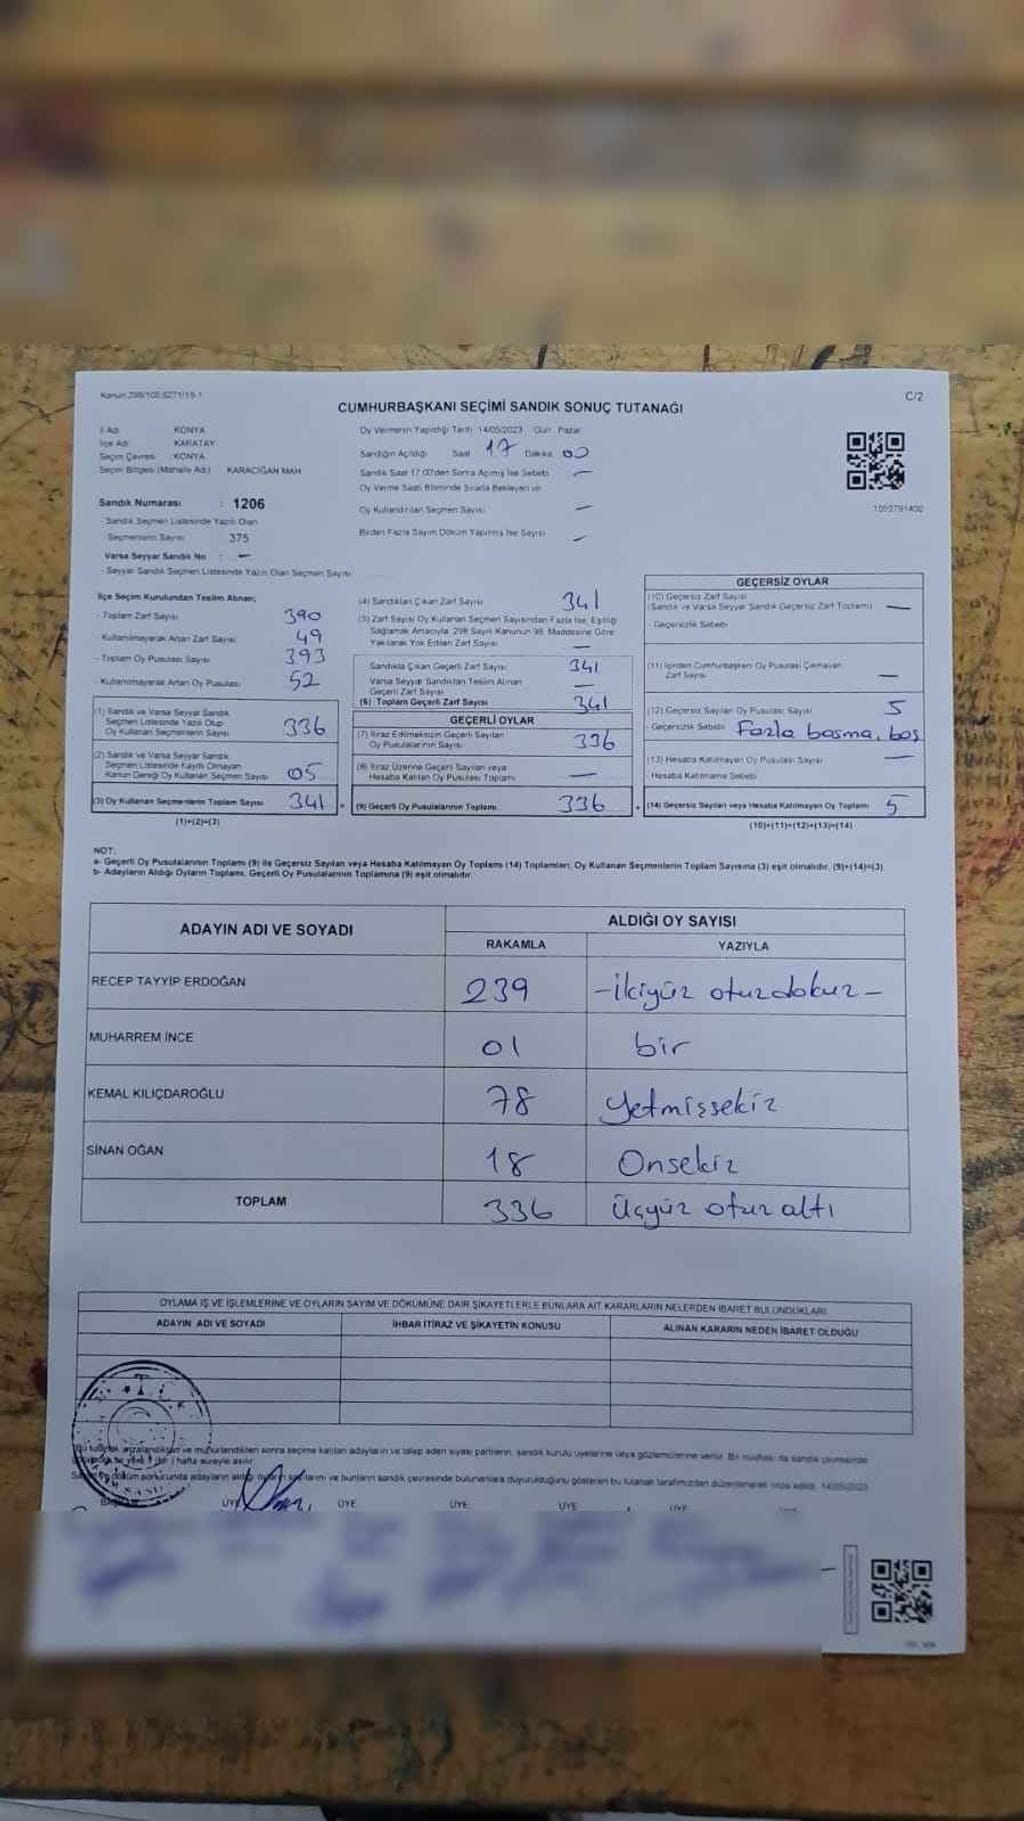 C/2
CUMHURBAŞKANI SEÇİMİ SANDIK SONUÇ TUTANAĞI
İl Adı: KONYA
İlçe Adı: KARATAY
Seçim Çevresi: KONYA
Seçim Bölgesi (Mahalle Adı:) KARACİĞAN MAH
Sandık Numarası : 1206
- Sandık Seçmen Listesinde Yazılı Olan
Seçmenlerin Sayısı 375
Varsa Seyyar Sandık No : —
- Seyyar Sandık Seçmen Listesinde Yazılı Olan Seçmen Sayısı
Oy Vermenin Yapıldığı Tarih: 14/05/2023 Gün: Pazar
Sandığın Açıldığı Saat 17 Dakika 00
Sandık Saat 17:00'den Sonra Açılmış İse Sebebi —
Oy Verme Saati Bitiminde Sırada Bekleyen ve
Oy Kullandırılan Seçmen Sayısı —
Birden Fazla Sayım Döküm Yapılmış İse Sayısı —
1050791400
İlçe Seçim Kurulundan Teslim Alınan;
- Toplam Zarf Sayısı 390
- Kullanılmayarak Artan Zarf Sayısı 49
- Toplam Oy Pusulası Sayısı 393
- Kullanılmayarak Artan Oy Pusulası 52
(1) Sandık ve Varsa Seyyar Sandık
Seçmen Listesinde Yazılı Olup
Oy Kullanan Seçmenlerin Sayısı 336
(2) Sandık ve Varsa Seyyar Sandık
Seçmen Listesinde Kayıtlı Olmayan
Kanun Gereği Oy Kullanan Seçmen Sayısı 05
(3) Oy Kullanan Seçmenlerin Toplam Sayısı 341
(1)+(2)=(3)
(4) Sandıktan Çıkan Zarf Sayısı 341
(5) Zarf Sayısı Oy Kullanan Seçmen Sayısından Fazla İse, Eşitliği
Sağlamak Amacıyla, 298 Sayılı Kanunun 98. Maddesine Göre
Yakılarak Yok Edilen Zarf Sayısı —
Sandıkta Çıkan Geçerli Zarf Sayısı 341
Varsa Seyyar Sandıktan Teslim Alınan
Geçerli Zarf Sayısı —
(6) Toplam Geçerli Zarf Sayısı 341
GEÇERLİ OYLAR
(7) İtiraz Edilmeksizin Geçerli Sayılan
Oy Pusulalarının Sayısı 336
(8) İtiraz Üzerine Geçerli Sayılan veya
Hesaba Katılan Oy Pusulası Toplamı —
(9) Geçerli Oy Pusulalarının Toplamı 336
GEÇERSİZ OYLAR
(10) Geçersiz Zarf Sayısı
(Sandık ve Varsa Seyyar Sandık Geçersiz Zarf Toplamı) —
- Geçersizlik Sebebi
(11) İçinden Cumhurbaşkanı Oy Pusulası Çıkmayan
Zarf Sayısı —
(12) Geçersiz Sayılan Oy Pusulası Sayısı 5
- Geçersizlik Sebebi Fazla basma, boş
(13) Hesaba Katılmayan Oy Pusulası Sayısı —
Hesaba Katılmama Sebebi
(14) Geçersiz Sayılan veya Hesaba Katılmayan Oy Toplamı 5
(10)+(11)+(12)+(13)=(14)
NOT:
a- Geçerli Oy Pusulalarının Toplamı (9) ile Geçersiz Sayılan veya Hesaba Katılmayan Oy Toplamı (14) Toplamları, Oy Kullanan Seçmenlerin Toplam Sayısına (3) eşit olmalıdır. (9)+(14)=(3)
b- Adayların Aldığı Oyların Toplamı, Geçerli Oy Pusulalarının Toplamına (9) eşit olmalıdır.
ADAYIN ADI VE SOYADI
ALDIĞI OY SAYISI
RAKAMLA YAZIYLA
RECEP TAYYİP ERDOĞAN 239 -İkiyüz otuzdokuz-
MUHARREM İNCE 01 bir
KEMAL KILIÇDAROĞLU 78 Yetmişsekiz
SİNAN OĞAN 18 Onsekiz
TOPLAM 336 Üçyüz otuz altı
OYLAMA İŞ VE İŞLEMLERİNE VE OYLARIN SAYIM VE DÖKÜMÜNE DAİR ŞİKAYETLERLE BUNLARA AİT KARARLARIN NELERDEN İBARET BULUNDUKLARI
ADAYIN ADI VE SOYADI İHBAR İTİRAZ VE ŞİKAYETİN KONUSU ALINAN KARARIN NEDEN İBARET OLDUĞU
T.C.
ve mühürlendikten sonra seçime katılan adayların ve talep eden siyasi partilerin, sandık kurulu üyelerine veya gözlemcilerine verilir. Bir nüshası da sandık çevresinde
hafta süreyle asılır
döküm sonucunda adayların aldığı oyların sayılarını ve bunların sandık çevresinde bulunanlara duyurulduğunu gösteren bu tutanak tarafımızdan düzenlenerek imza edildi. 14/05/2023
ÜYE ÜYE ÜYE ÜYE ÜYE